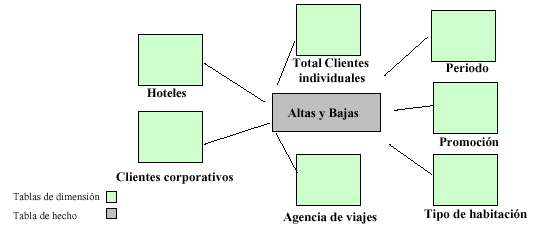 Total Clientes
individuales
Periodo
Hoteles
Altas y Bajas
Promoción
Clientes corporativos
Agencia de viajes
Tipo de habitación
Tablas de dimensión
Tabla de hecho